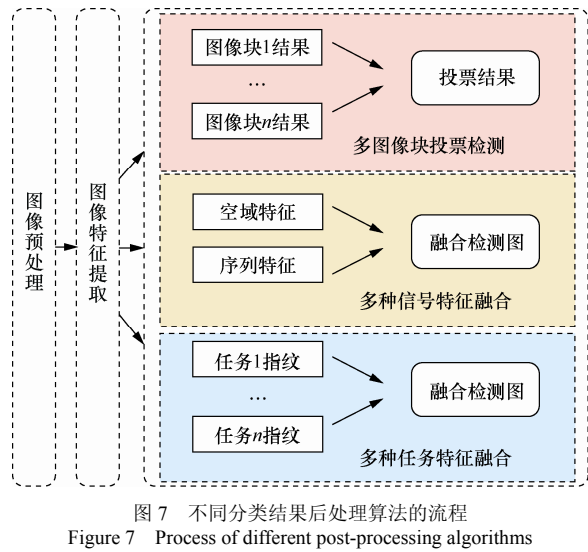 图像预处理
图像特征提取
图像块1结果
…
图像块n结果
投票结果
多图像块投票检测
空域特征
序列特征
融合检测图
多种信号特征融合
任务1指纹
…
任务n指纹
融合检测图
多种任务特征融合
图 7 不同分类结果后处理算法的流程
Figure 7 Process of different post-processing algorithms